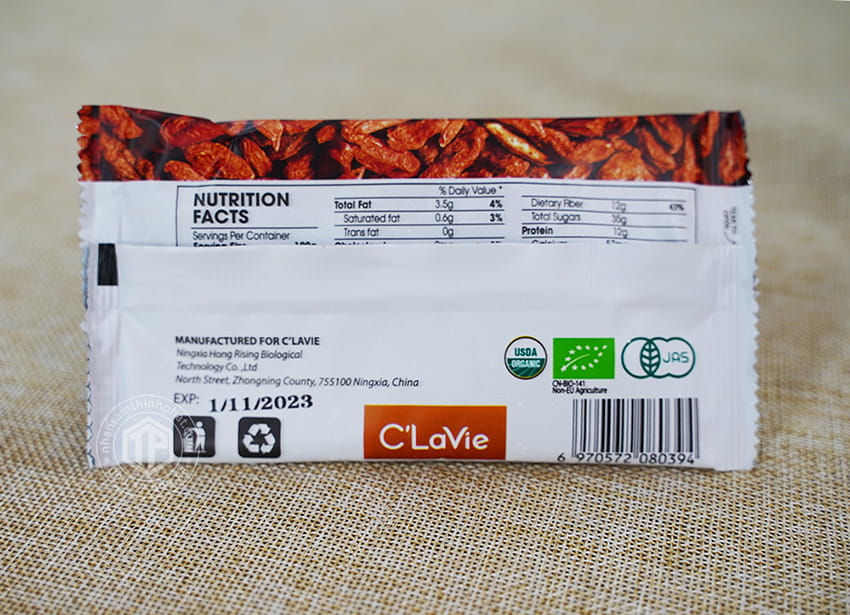 NUTRITION
FACTS
Servings Per Container
% Daily Value *
Total Fat 3.5g 4%
Saturated fat 0.6g 3%
Trans fat 0g
Dietary Fiber 12g 43%
Total Sugars 35g
Protein 12g
MANUFACTURED FOR C'LAVIE
Ningxia Hong Rising Biological
Technology Co. ,Ltd
North Street, Zhongning County, 755100 Ningxia, China
EXP: 1/11/2023
USDA
ORGANIC
CN-BIO-141
Non-EU Agriculture
JAS
C'LaVie
6 970572 080394